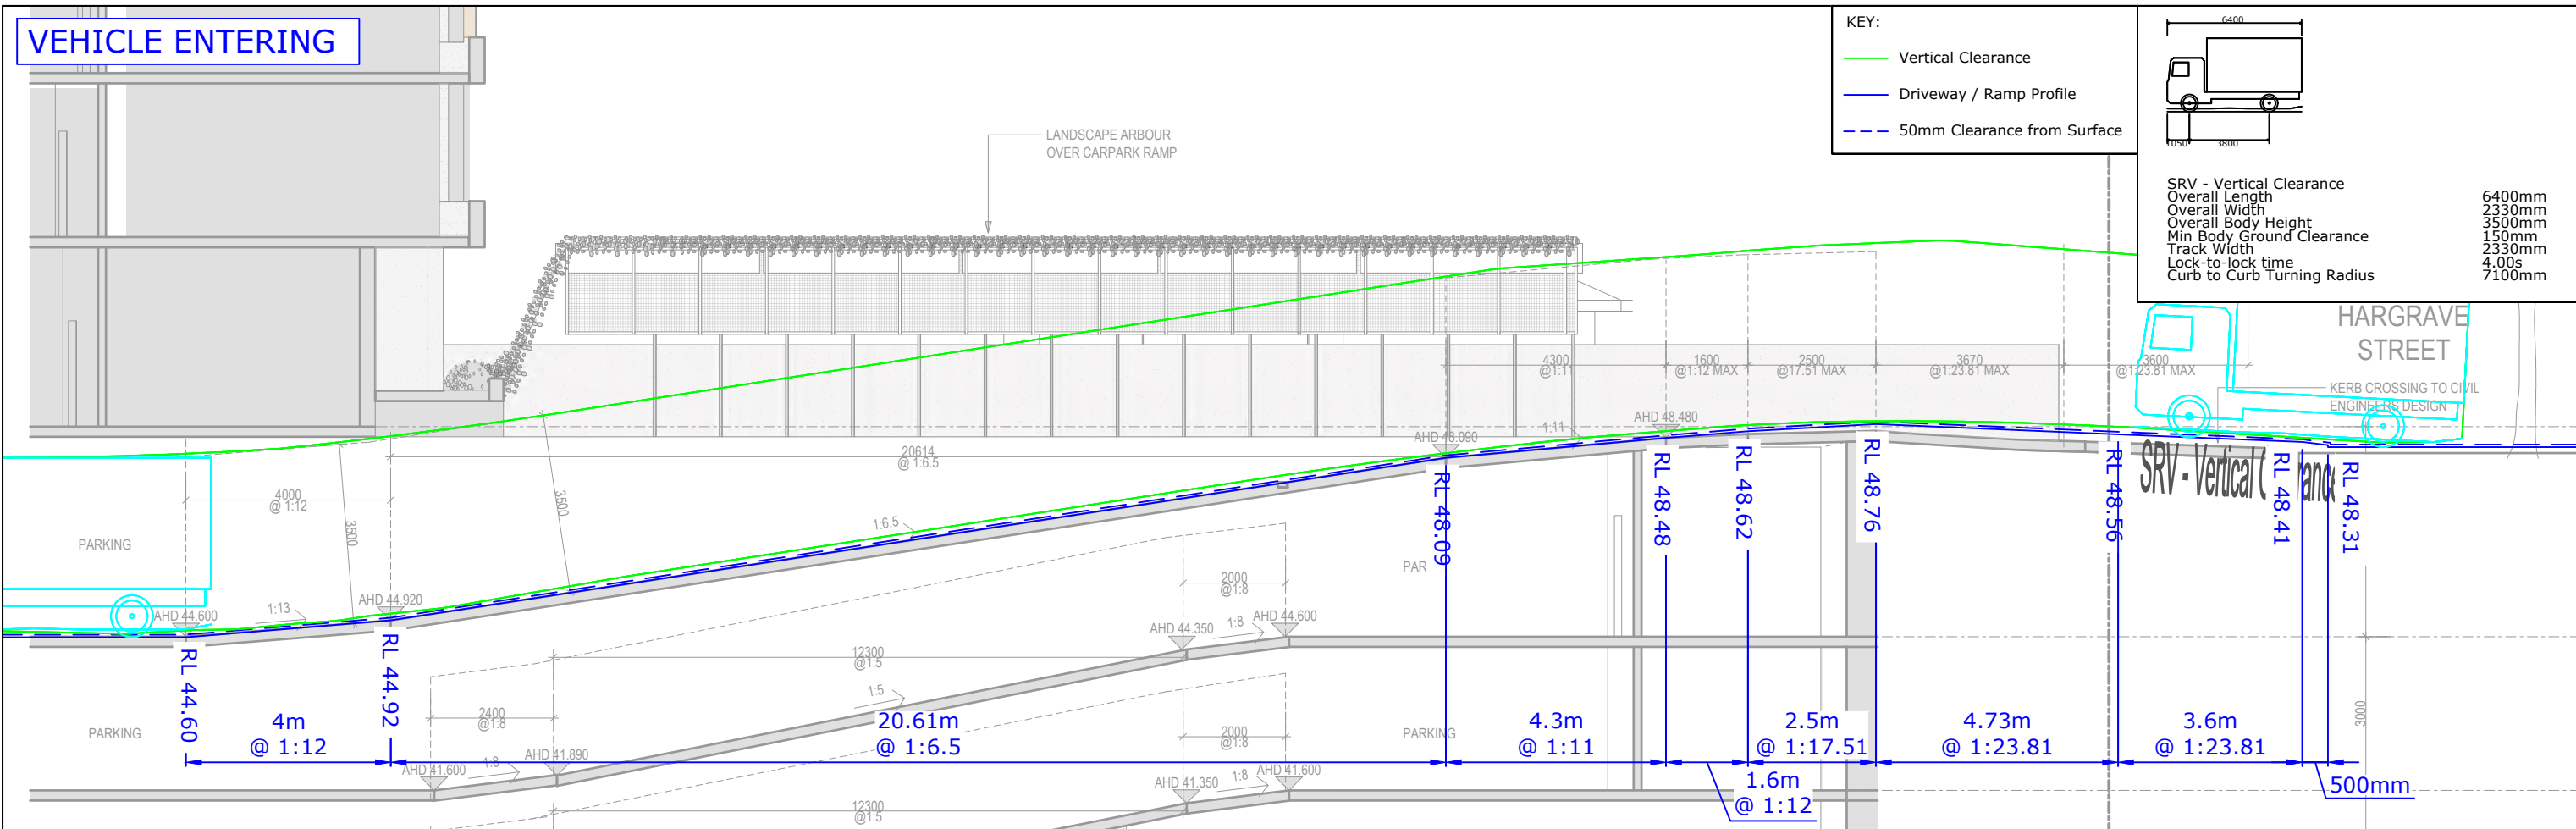 VEHICLE ENTERING
KEY:
Vertical Clearance
Driveway / Ramp Profile
50mm Clearance from Surface
6400
1050
3800
SRV - Vertical Clearance
Overall Length 6400mm
Overall Width 2330mm
Overall Body Height 3500mm
Min Body Ground Clearance 150mm
Track Width 2330mm
Lock-to-lock time 4.00s
Curb to Curb Turning Radius 7100mm
LANDSCAPE ARBOUR
OVER CARPARK RAMP
HARGRAVE
STREET
KERB CROSSING TO CIVIL
ENGINEERS DESIGN
4300
@1:11
1600
@1:12 MAX
2500
@17.51 MAX
3670
@1:23.81 MAX
3600
@1:23.81 MAX
AHD 48.480
1:11
AHD 48.090
20614
@ 1:6.5
4000
@ 1:12
3500
3500
1:6.5
PARKING
1:13
AHD 44.600
AHD 44.920
SRV - Vertical
RL 44.60
RL 44.92
RL 48.09
RL 48.48
RL 48.62
RL 48.76
RL 48.56
RL 48.41
RL 48.31
PAR
2000
@1:8
AHD 44.350
1:8
AHD 44.600
12300
@1:5
1:5
2400
@1:8
PARKING
2000
@1:8
PARKING
3000
4m
@ 1:12
20.61m
@ 1:6.5
4.3m
@ 1:11
1.6m
@ 1:12
2.5m
@ 1:17.51
4.73m
@ 1:23.81
3.6m
@ 1:23.81
500mm
AHD 41.600
1:8
AHD 41.890
AHD 41.350
1:8
AHD 41.600
12300
@1:5